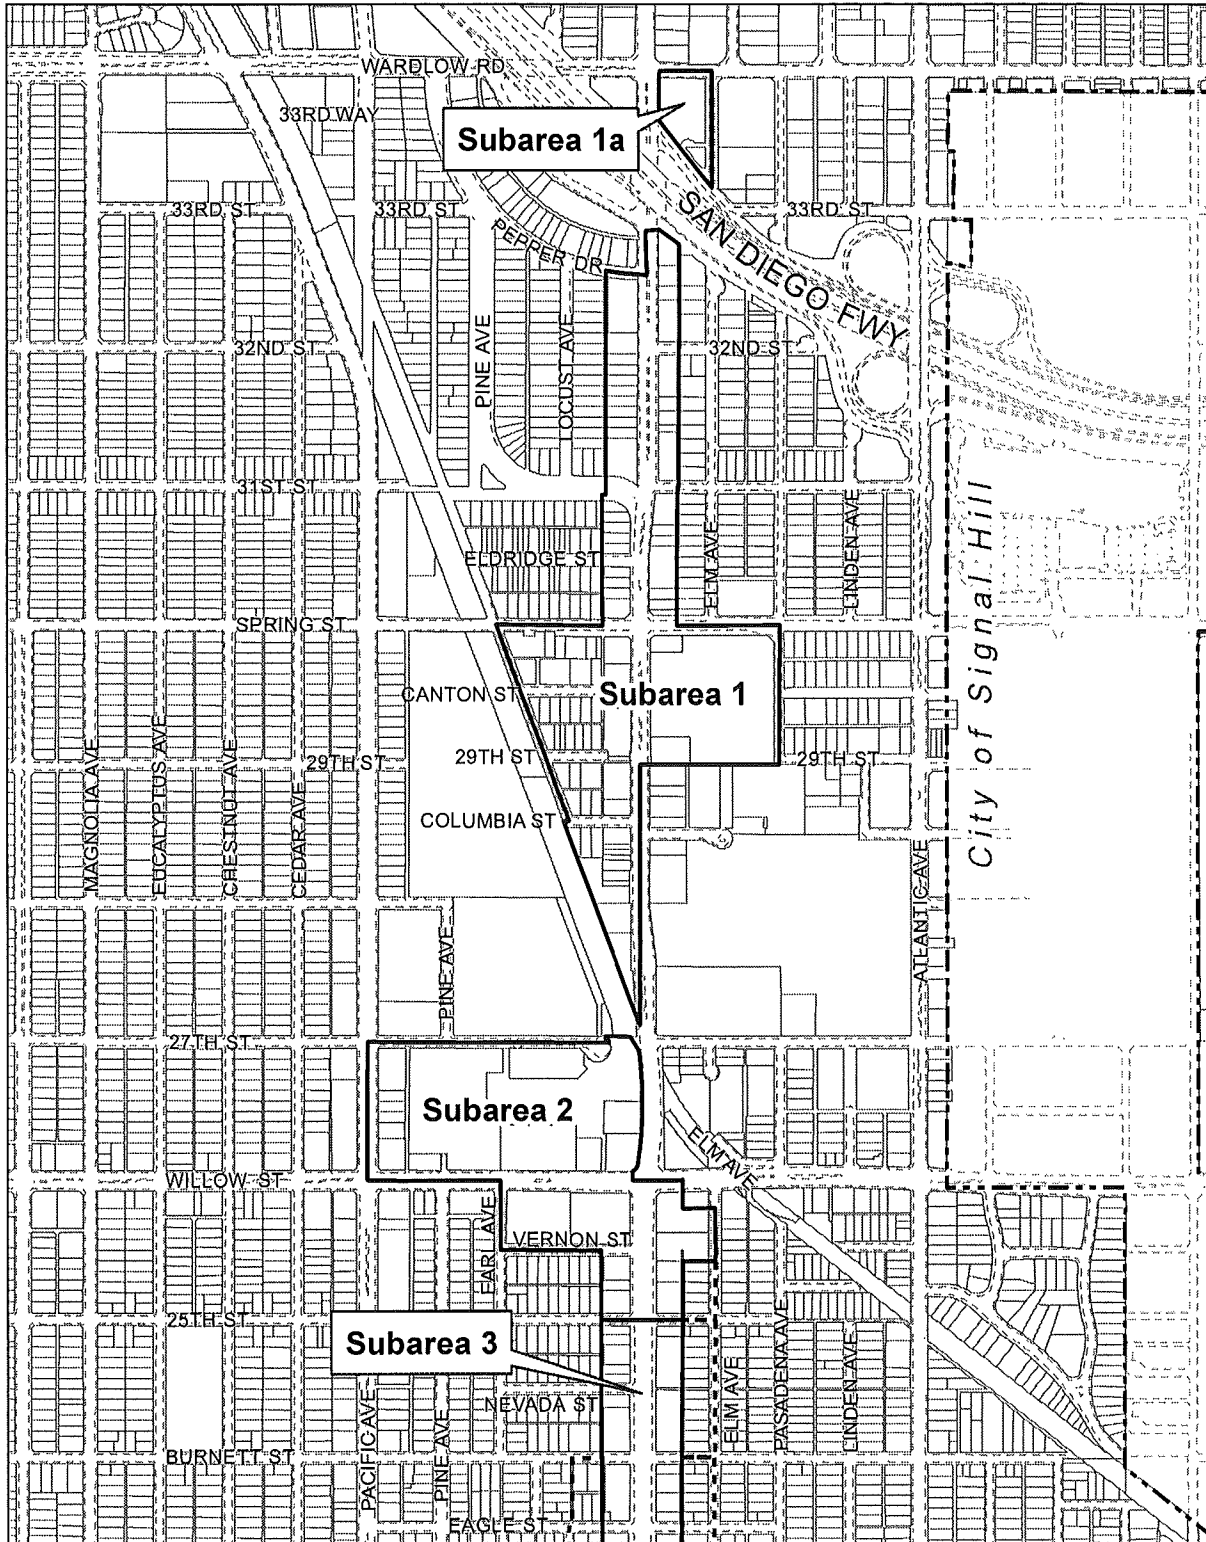 WARDLOW RD
33RD WAY
Subarea 1a
33RD ST
33RD ST
33RD ST
PEPPER DR
SAN DIEGO FWY
32ND ST
PINE AVE
LOCUST AVE
32ND ST
31ST ST
ELDRIDGE ST
ELM AVE
LINDEN AVE
City of Signal Hill
SPRING ST
CANTON ST
Subarea 1
29TH ST
29TH ST
29TH ST
MAGNOLIA AVE
EUCALYPTUS AVE
CHESTNUT AVE
CEDAR AVE
COLUMBIA ST
ATLANTIC AVE
PINE AVE
27TH ST
Subarea 2
ELM AVE
WILLOW ST
FAIR AVE
VERNON ST
25TH ST
Subarea 3
PACIFIC AVE
PINE AVE
NEVADA ST
ELM AVE
PASADENA AVE
LINDEN AVE
BURNETT ST
EAGLE ST